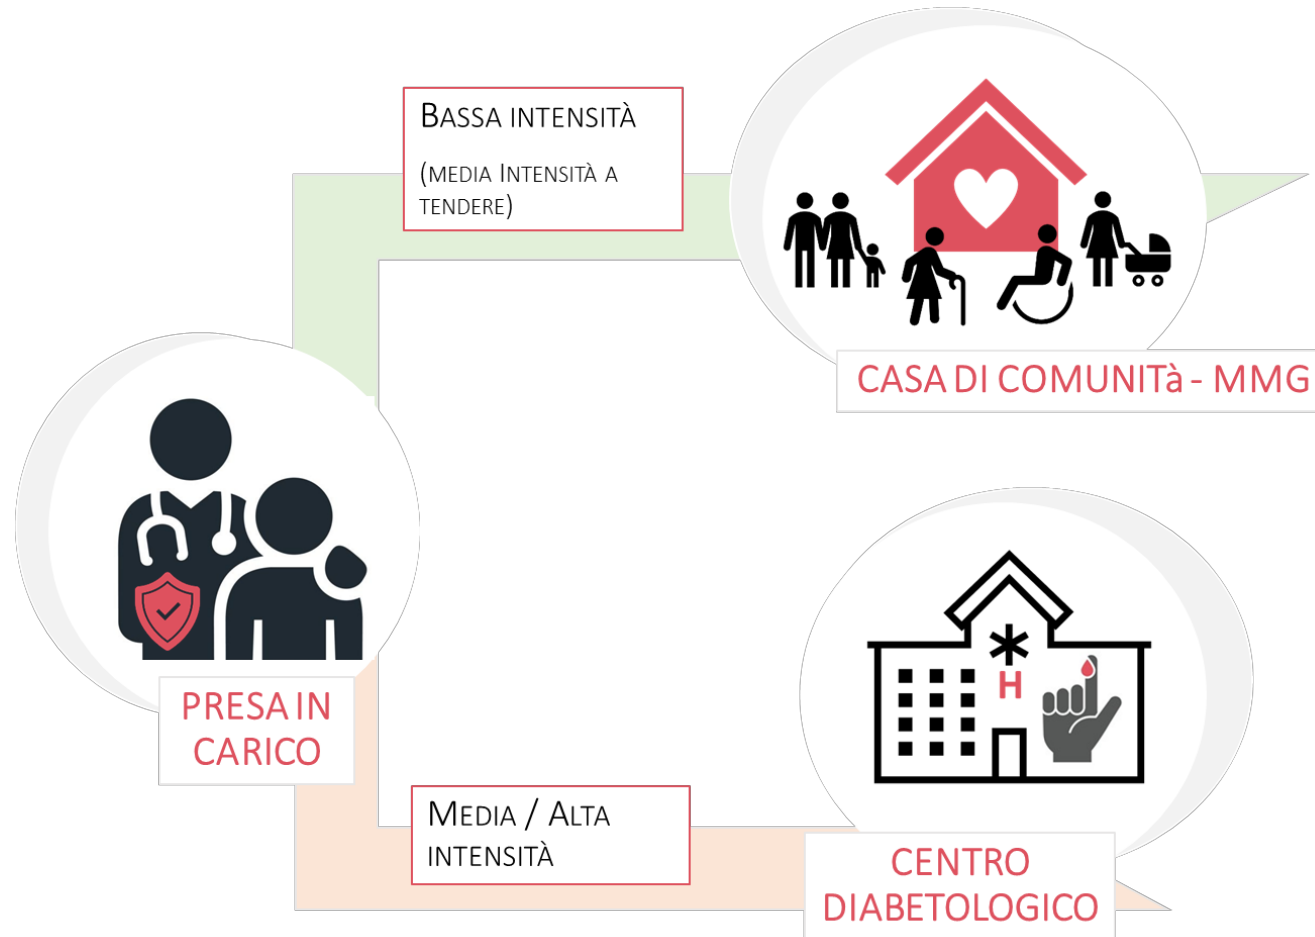 BASSA INTENSITÀ
(MEDIA INTENSITÀ A
TENDERE)
CASA DI COMUNITà - MMG
PRESA IN
CARICO
H
MEDIA / ALTA
INTENSITÀ
CENTRO
DIABETOLOGICO